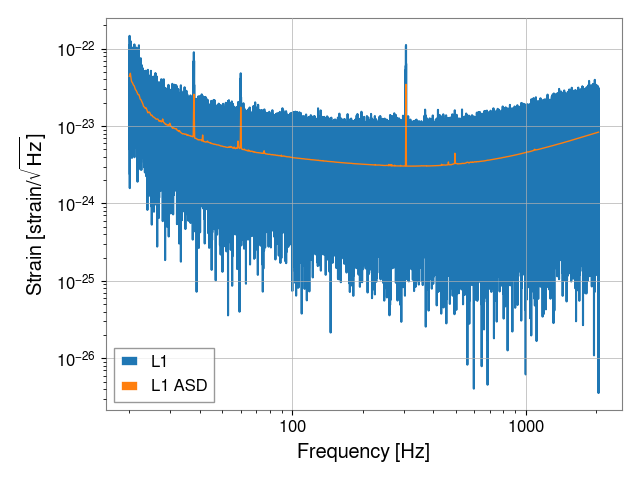 10⁻²²
10⁻²³
10⁻²⁴
10⁻²⁵
10⁻²⁶
Strain [strain/√Hz]
L1
L1 ASD
100
1000
Frequency [Hz]